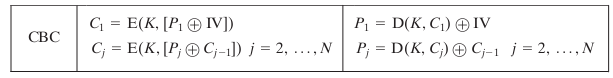 CBC
C₁ = E(K, [P₁ ⊕ IV])
Cⱼ = E(K, [Pⱼ ⊕ Cⱼ₋₁]) j = 2, . . . , N
P₁ = D(K, C₁) ⊕ IV
Pⱼ = D(K, Cⱼ) ⊕ Cⱼ₋₁ j = 2, . . . , N